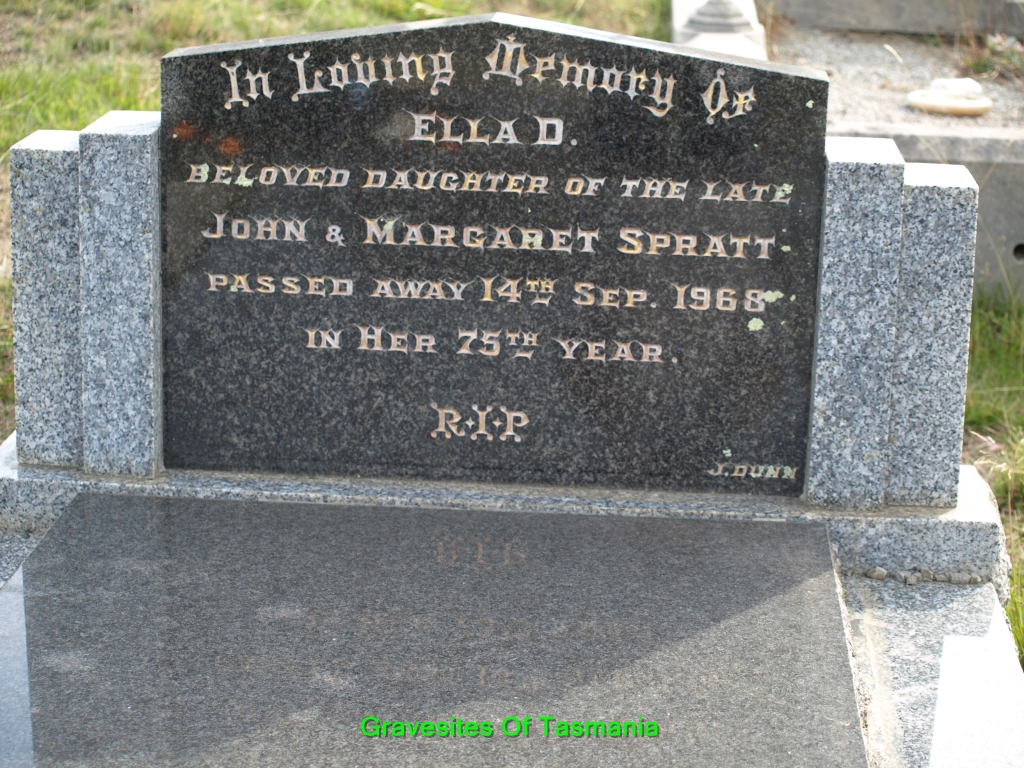 In Loving Memory Of
ELLA D.
BELOVED DAUGHTER OF THE LATE
JOHN & MARGARET SPRATT
PASSED AWAY 14TH SEP. 1968
IN HER 75TH YEAR.
R·I·P
J. DUNN
Gravesites Of Tasmania